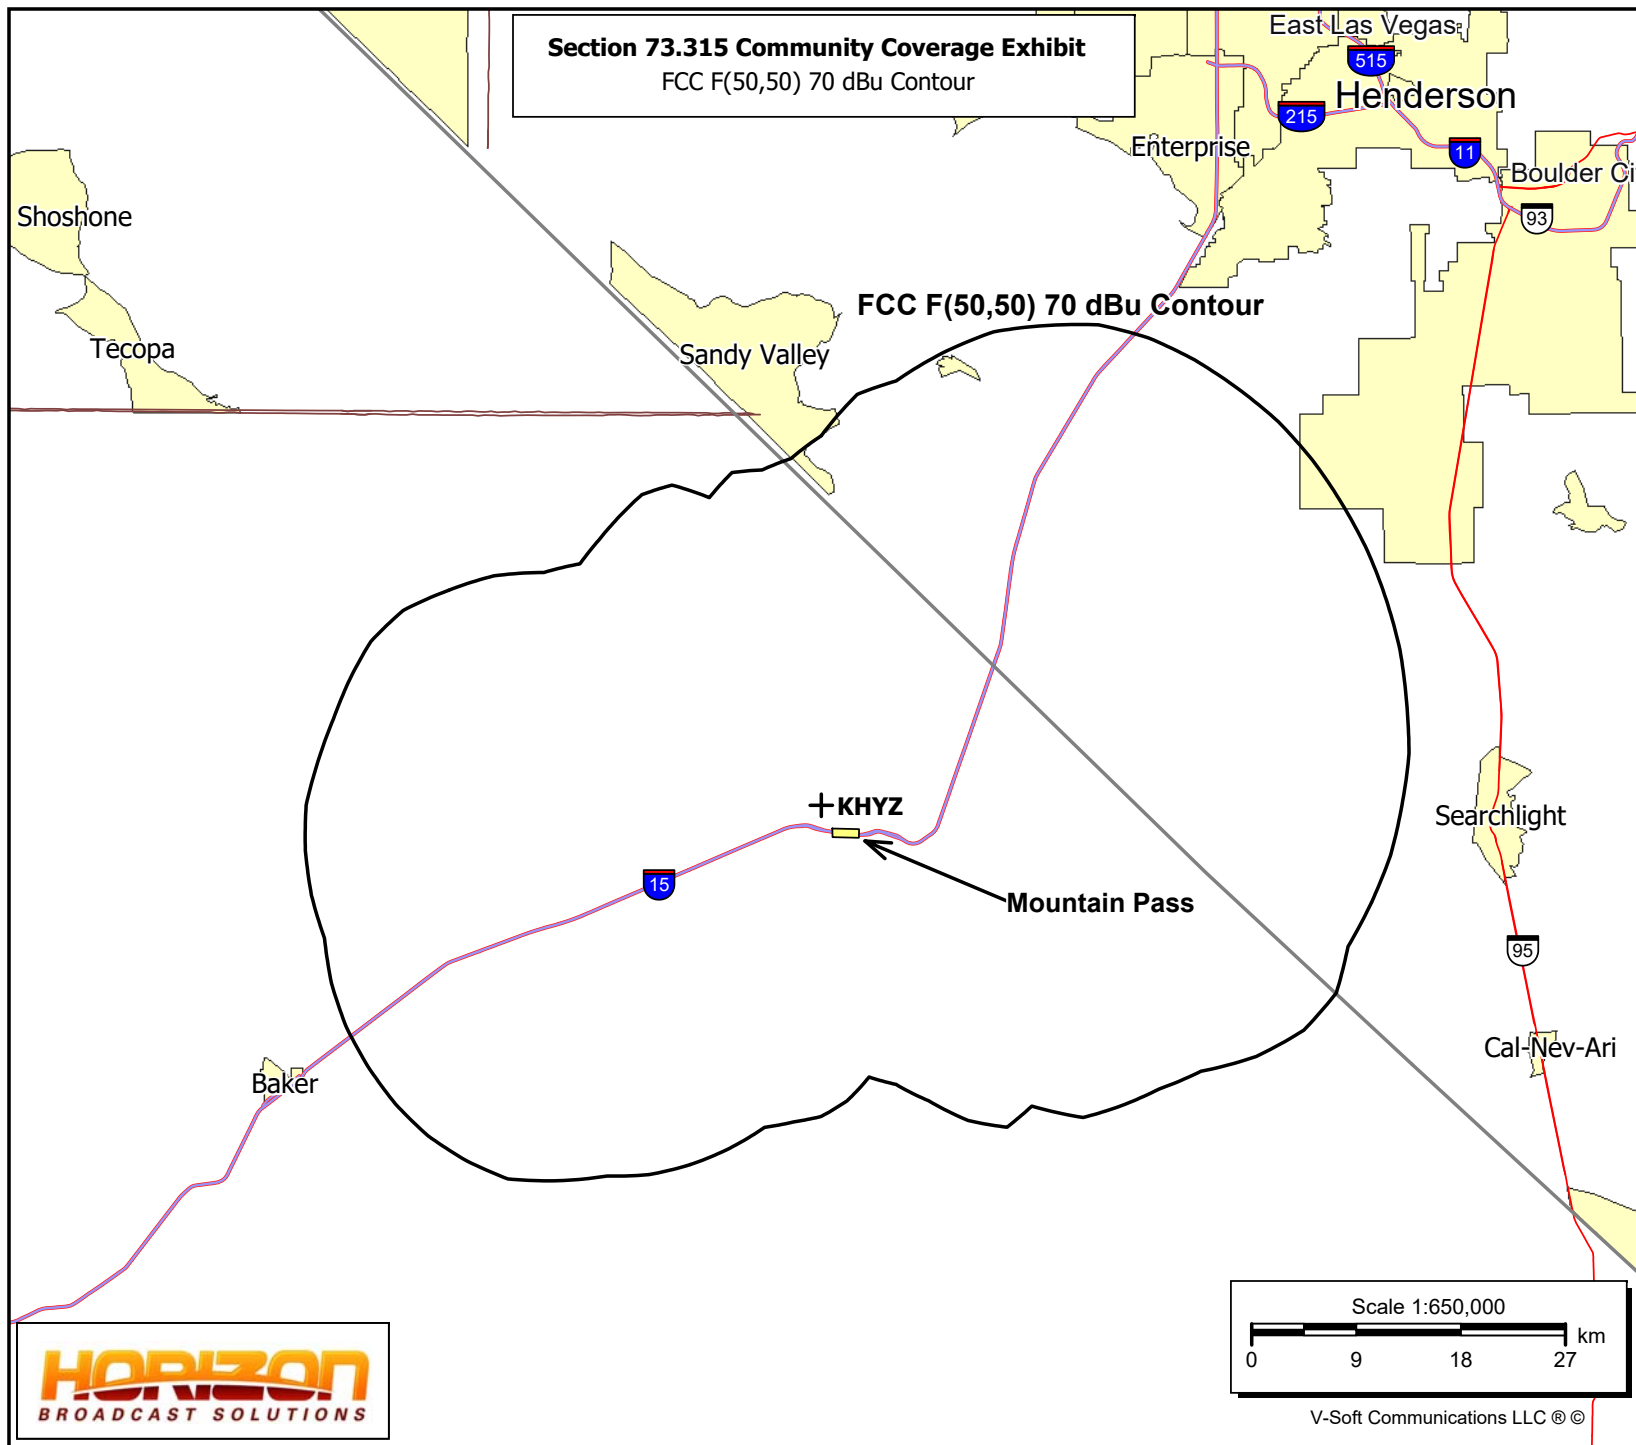 Section 73.315 Community Coverage Exhibit
FCC F(50,50) 70 dBu Contour
East Las Vegas
515
Henderson
215
Enterprise
11
Boulder Ci
93
Shoshone
FCC F(50,50) 70 dBu Contour
Tecopa
Sandy Valley
KHYZ
Searchlight
15
Mountain Pass
95
Cal-Nev-Ari
Baker
Scale 1:650,000
km
0 9 18 27
HORIZON
BROADCAST SOLUTIONS
V-Soft Communications LLC ® ©